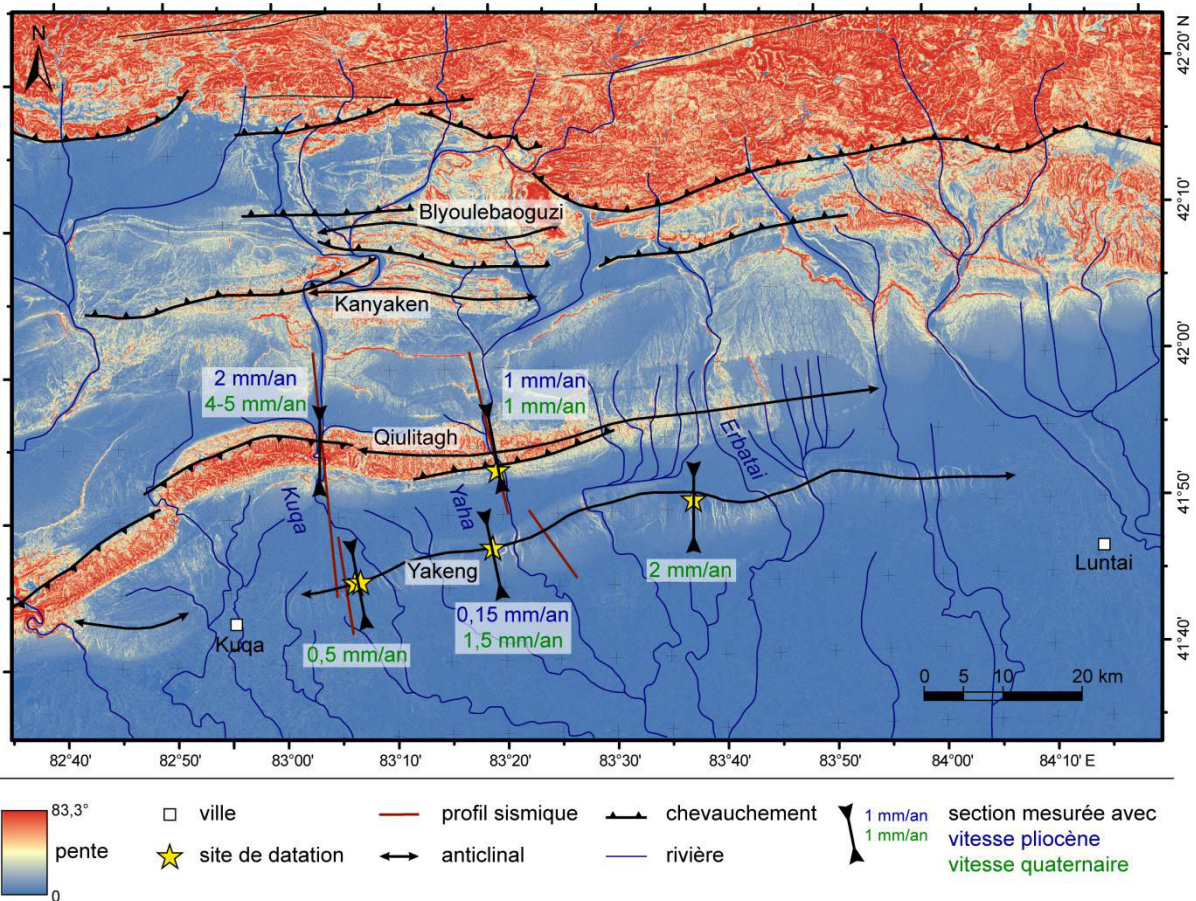 N
42°20' N
42°10'
42°00'
41°50'
41°40'
Blyoulebaoguzi
Kanyaken
2 mm/an
4-5 mm/an
1 mm/an
1 mm/an
Qiulitagh
Kuqa
Yaha
Erbatai
Yakeng
2 mm/an
Luntai
0,15 mm/an
1,5 mm/an
Kuqa
0,5 mm/an
0 5 10 20 km
82°40' 82°50' 83°00' 83°10' 83°20' 83°30' 83°40' 83°50' 84°00' 84°10' E
83,3°
pente
0
ville
site de datation
profil sismique
anticlinal
chevauchement
rivière
1 mm/an
1 mm/an
section mesurée avec
vitesse pliocène
vitesse quaternaire